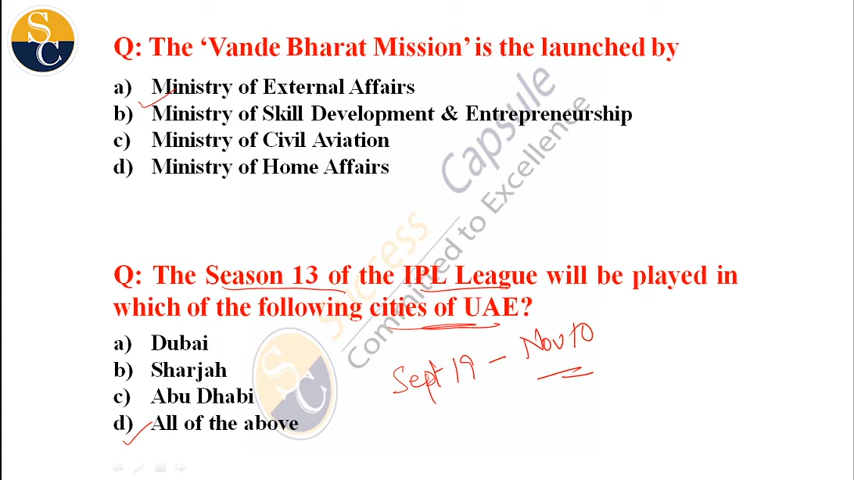 S
C
Q: The ‘Vande Bharat Mission’ is the launched by
a) Ministry of External Affairs
b) Ministry of Skill Development & Entrepreneurship
c) Ministry of Civil Aviation
d) Ministry of Home Affairs
Success Capsule
Committed to Excellence
Q: The Season 13 of the IPL League will be played in
which of the following cities of UAE?
a) Dubai
b) Sharjah
c) Abu Dhabi
d) All of the above
Sept 19 – Nov 10